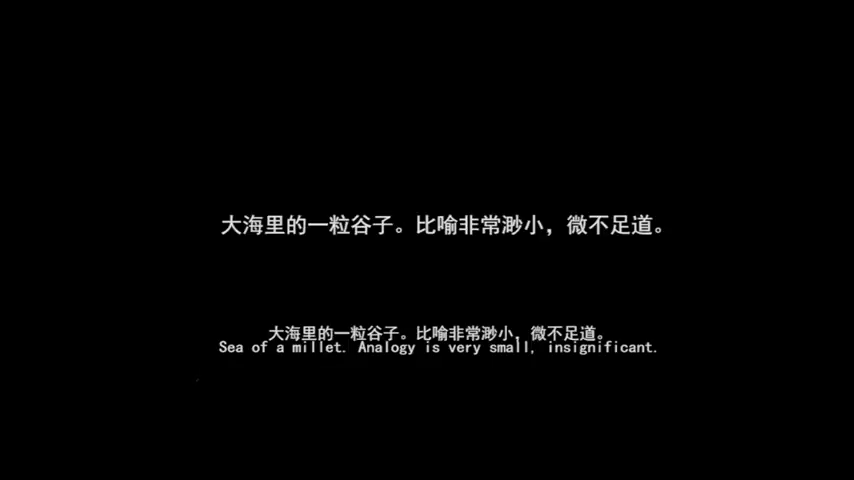 大海里的一粒谷子。比喻非常渺小，微不足道。
大海里的一粒谷子。比喻非常渺小，微不足道。
Sea of a millet. Analogy is very small, insignificant.